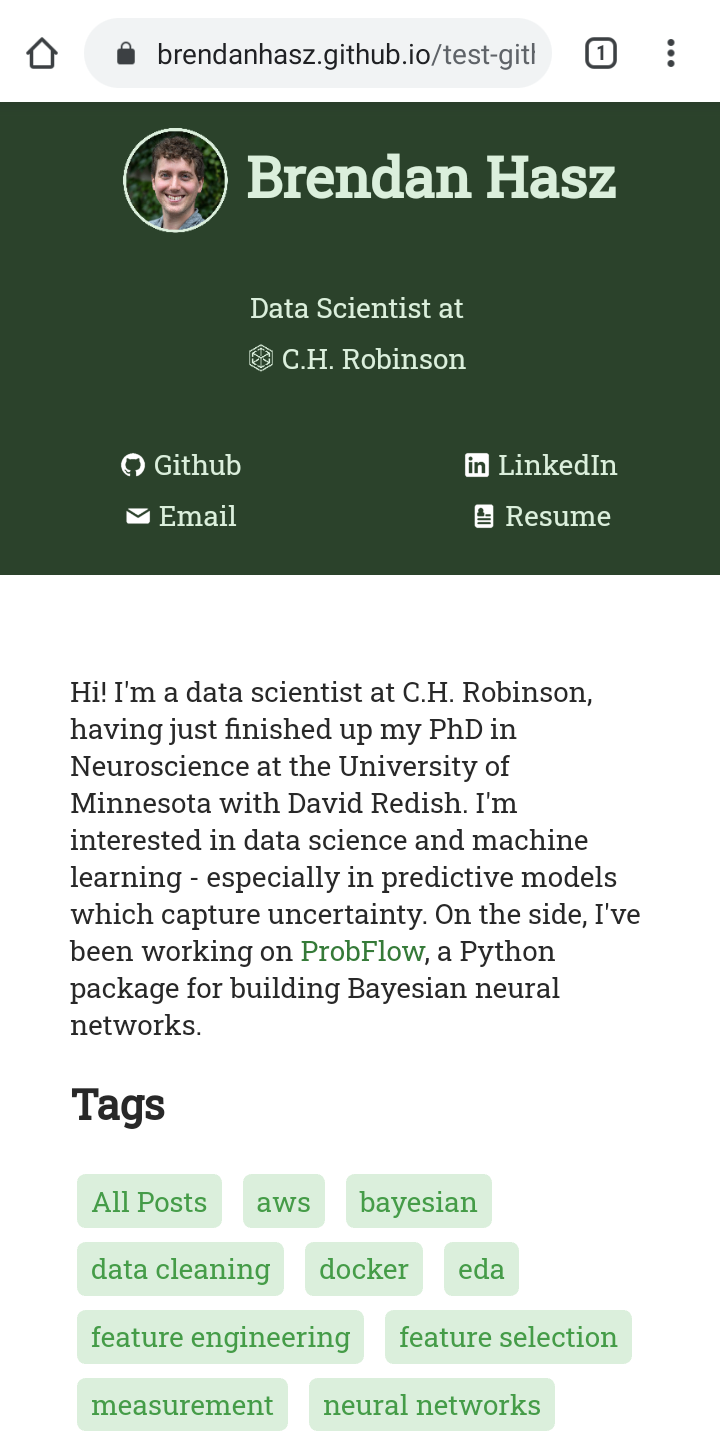 brendanhasz.github.io/test-gitl
1
Brendan Hasz
Data Scientist at
C.H. Robinson
Github
LinkedIn
Email
Resume
Hi! I'm a data scientist at C.H. Robinson,
having just finished up my PhD in
Neuroscience at the University of
Minnesota with David Redish. I'm
interested in data science and machine
learning - especially in predictive models
which capture uncertainty. On the side, I've
been working on ProbFlow, a Python
package for building Bayesian neural
networks.
Tags
All Posts aws bayesian
data cleaning docker eda
feature engineering feature selection
measurement neural networks